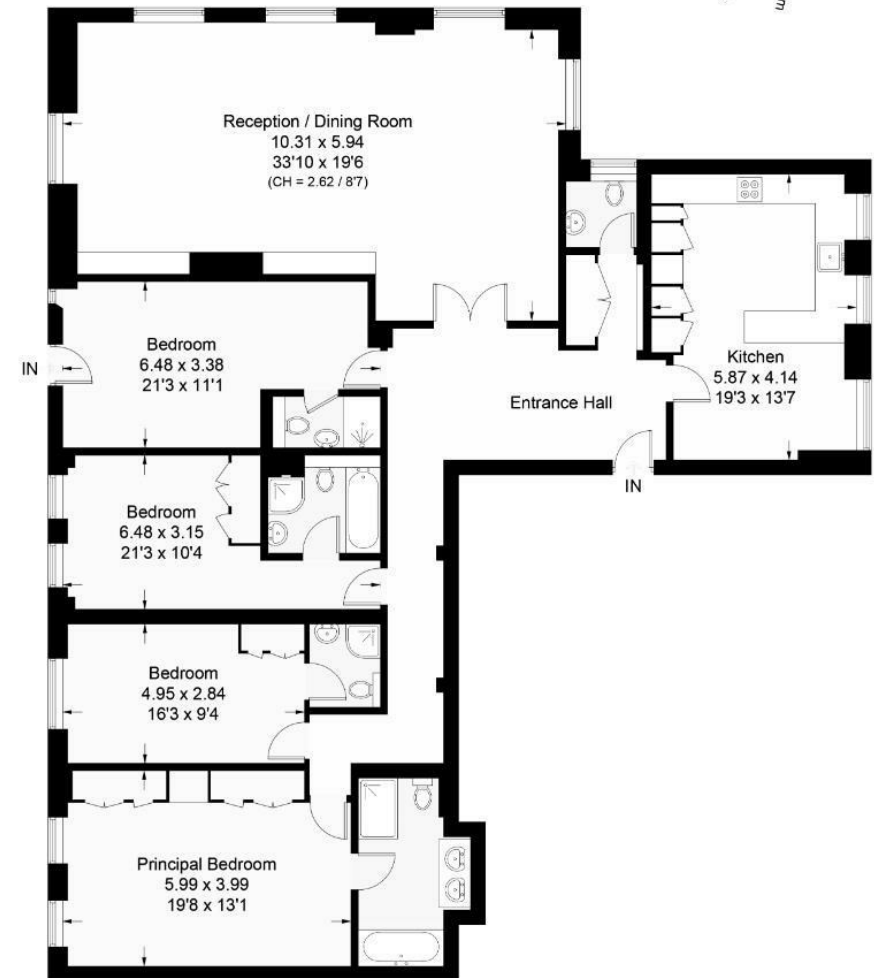 Reception / Dining Room
10.31 x 5.94
33'10 x 19'6
(CH = 2.62 / 8'7)
Bedroom
6.48 x 3.38
21'3 x 11'1
IN
Kitchen
5.87 x 4.14
19'3 x 13'7
Entrance Hall
IN
Bedroom
6.48 x 3.15
21'3 x 10'4
Bedroom
4.95 x 2.84
16'3 x 9'4
Principal Bedroom
5.99 x 3.99
19'8 x 13'1